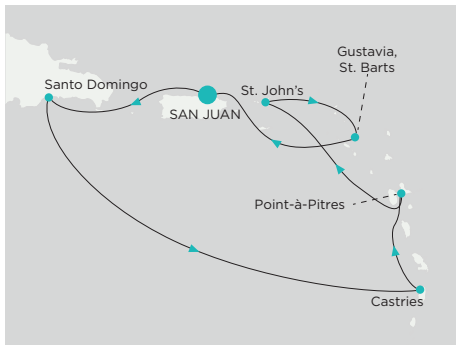 Gustavia,
St. Barts
Santo Domingo
St. John's
SAN JUAN
Point-à-Pitres
Castries